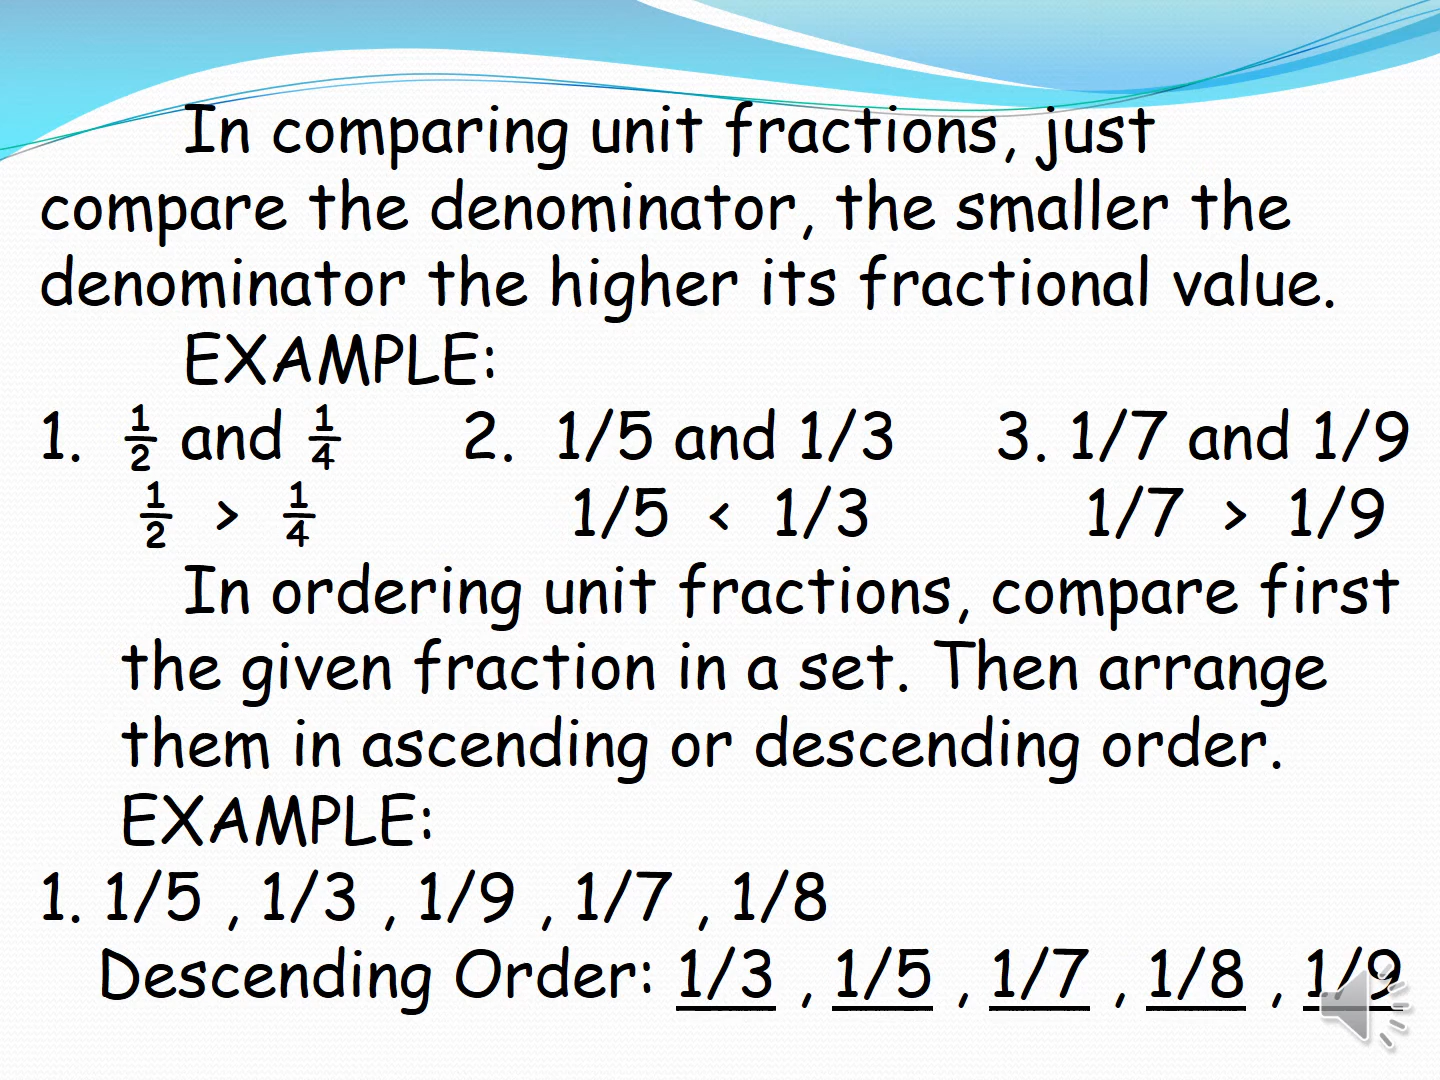 In comparing unit fractions, just
compare the denominator, the smaller the
denominator the higher its fractional value.
EXAMPLE:
1. ½ and ¼ 2. 1/5 and 1/3 3. 1/7 and 1/9
½ > ¼ 1/5 < 1/3 1/7 > 1/9
In ordering unit fractions, compare first
the given fraction in a set. Then arrange
them in ascending or descending order.
EXAMPLE:
1. 1/5 , 1/3 , 1/9 , 1/7 , 1/8
Descending Order: 1/3 , 1/5 , 1/7 , 1/8 , 1/9